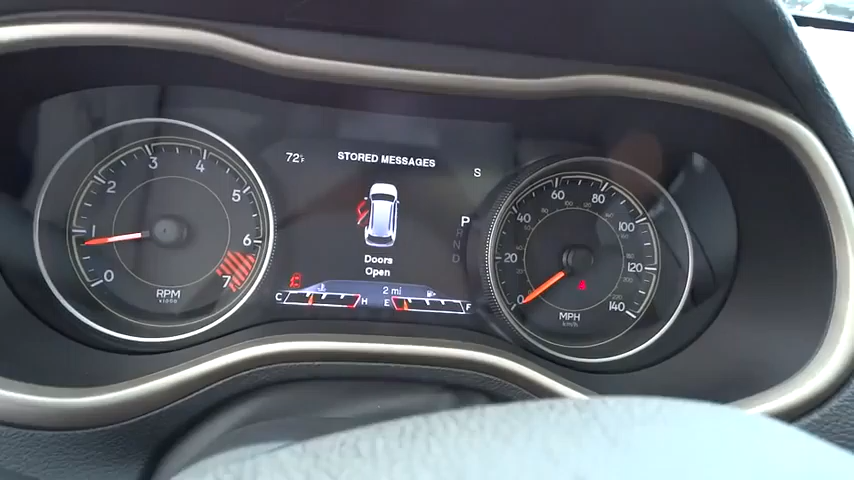 72°F
STORED MESSAGES
S
Doors
Open
P
R
N
D
2 mi
C
H
E
F
0
1
2
3
4
5
6
7
RPM
x1000
0
20
40
60
80
100
120
140
MPH
km/h